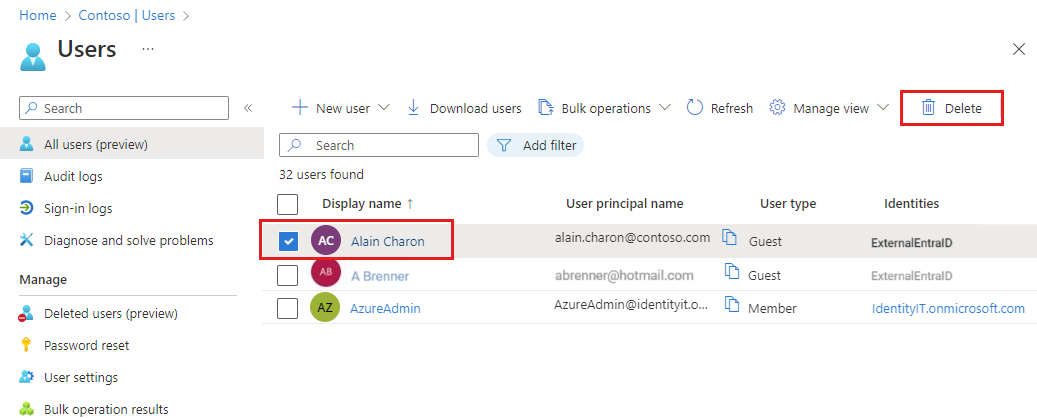 Home > Contoso | Users >
Users ...
Search «
All users (preview)
Audit logs
Sign-in logs
Diagnose and solve problems
Manage
Deleted users (preview)
Password reset
User settings
Bulk operation results
New user Download users Bulk operations Refresh Manage view Delete
Search Add filter
32 users found
Display name ↑ User principal name User type Identities
AC Alain Charon alain.charon@contoso.com Guest ExternalEntraID
AB A Brenner abrenner@hotmail.com Guest ExternalEntraID
AZ AzureAdmin AzureAdmin@identityit.o... Member IdentityIT.onmicrosoft.com